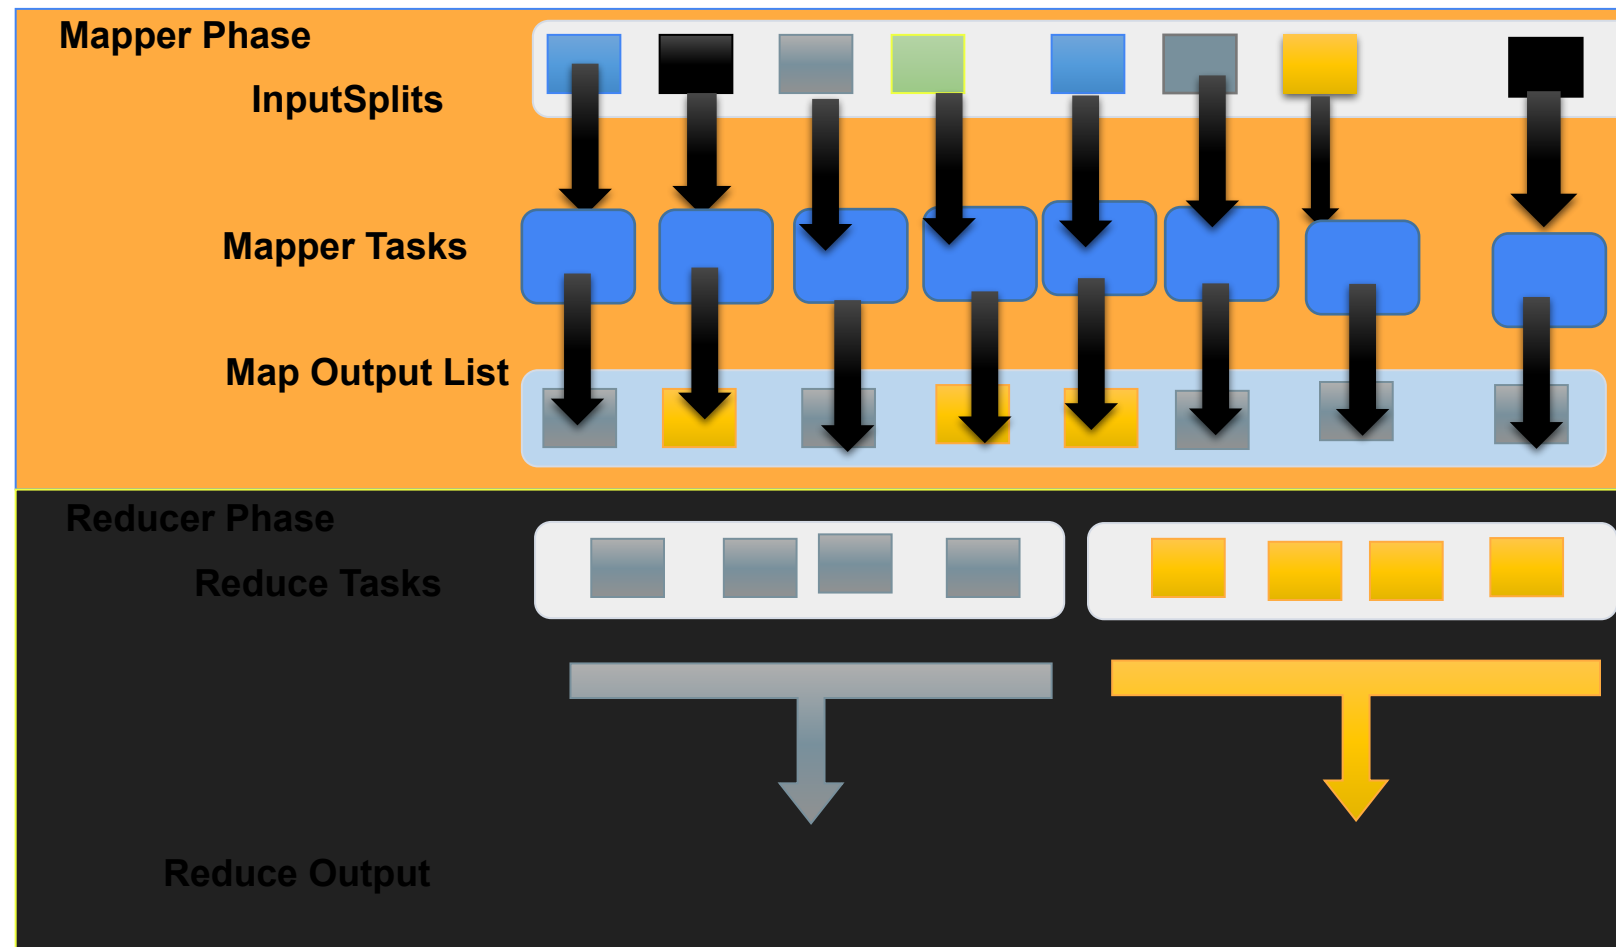 Mapper Phase
InputSplits
Mapper Tasks
Map Output List
Reducer Phase
Reduce Tasks
Reduce Output